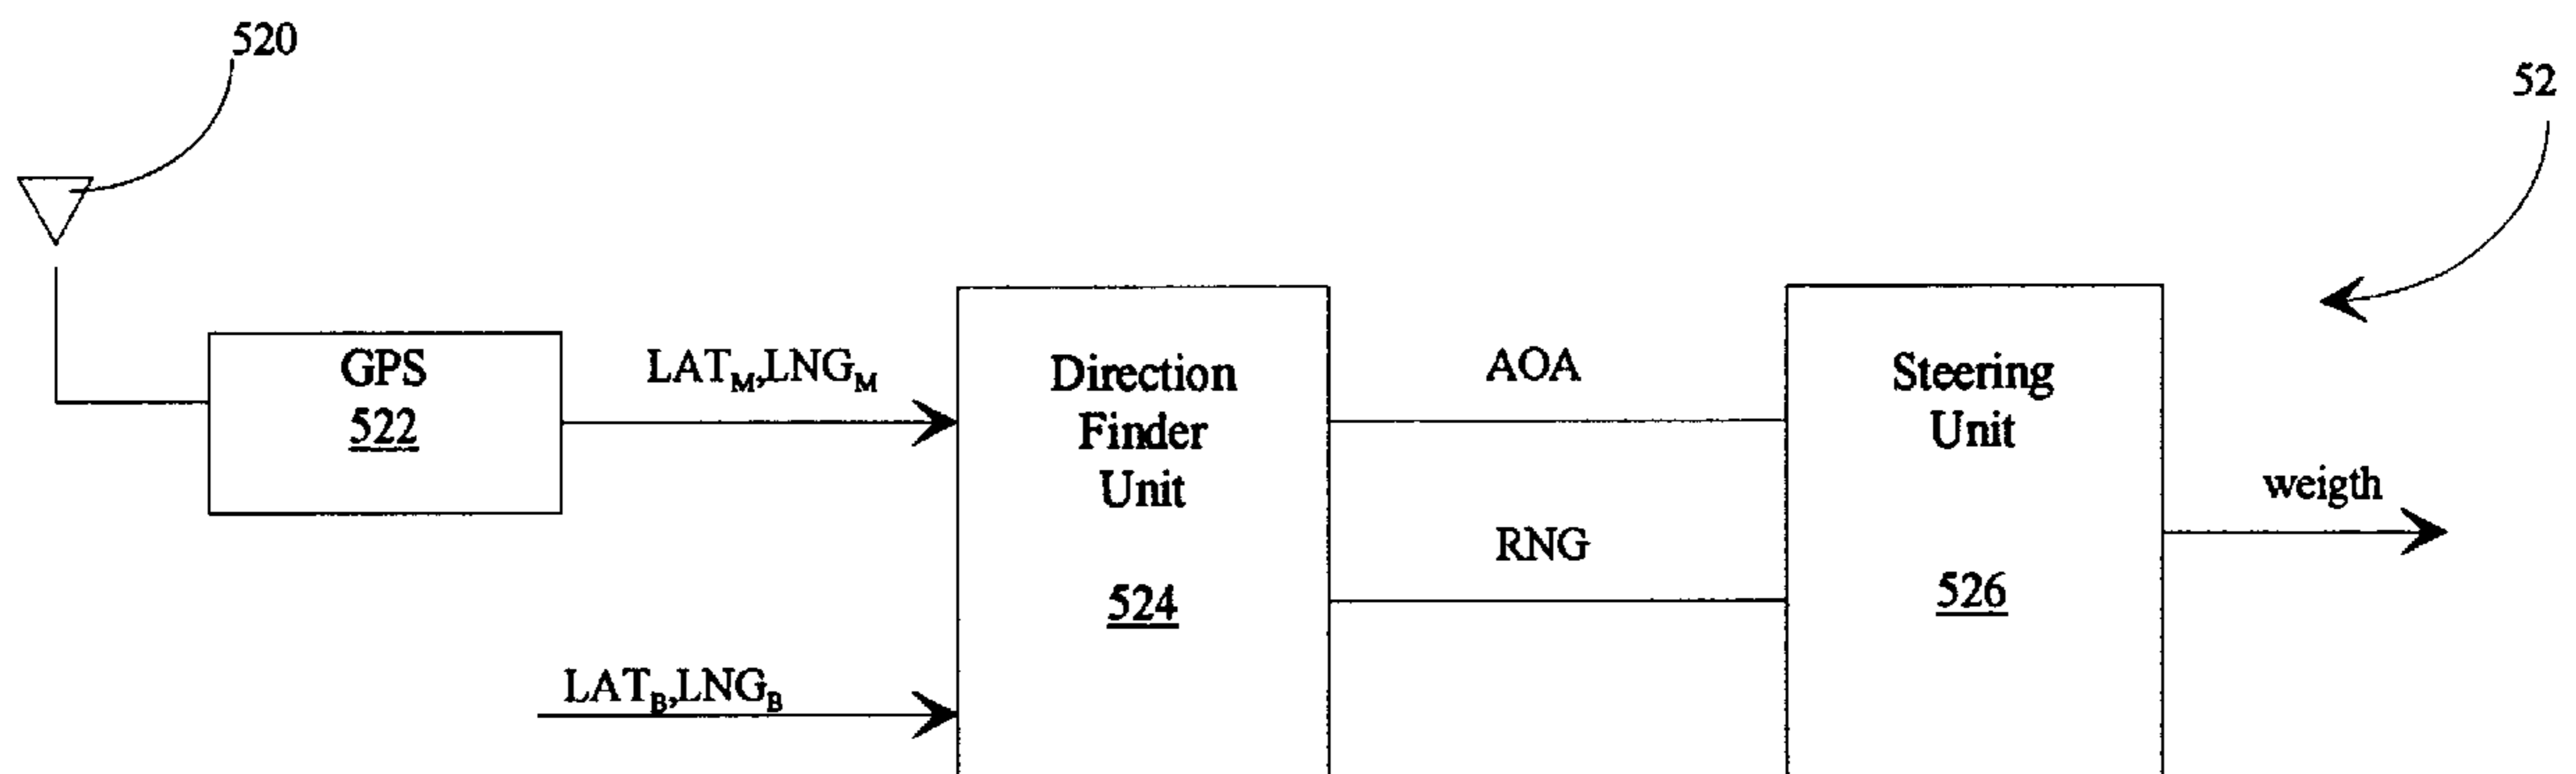 520
52
GPS
522
LATM,LNGM
Direction
Finder
Unit
524
LATB,LNGB
AOA
RNG
Steering
Unit
526
weigth